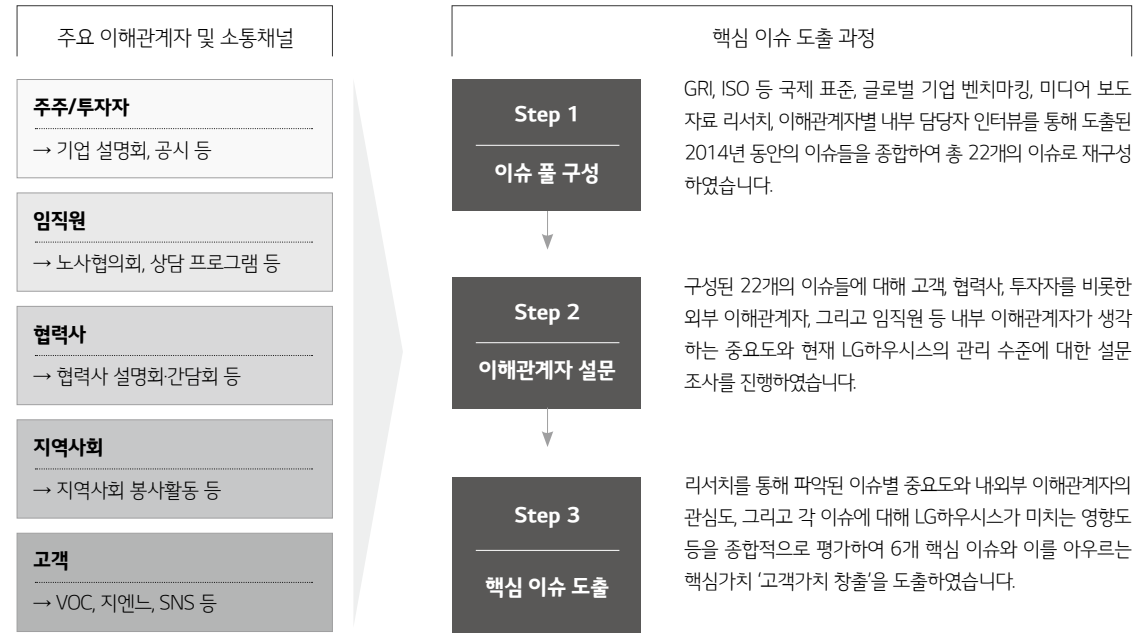 주요 이해관계자 및 소통채널
주주/투자자
→ 기업 설명회, 공시 등
임직원
→ 노사협의회, 상담 프로그램 등
협력사
→ 협력사 설명회·간담회 등
지역사회
→ 지역사회 봉사활동 등
고객
→ VOC, 지엔느, SNS 등
핵심 이슈 도출 과정
Step 1
이슈 풀 구성
GRI, ISO 등 국제 표준, 글로벌 기업 벤치마킹, 미디어 보도
자료 리서치, 이해관계자별 내부 담당자 인터뷰를 통해 도출된
2014년 동안의 이슈들을 종합하여 총 22개의 이슈로 재구성
하였습니다.
Step 2
이해관계자 설문
구성된 22개의 이슈들에 대해 고객, 협력사, 투자자를 비롯한
외부 이해관계자, 그리고 임직원 등 내부 이해관계자가 생각
하는 중요도와 현재 LG하우시스의 관리 수준에 대한 설문
조사를 진행하였습니다.
Step 3
핵심 이슈 도출
리서치를 통해 파악된 이슈별 중요도와 내외부 이해관계자의
관심도, 그리고 각 이슈에 대해 LG하우시스가 미치는 영향도
등을 종합적으로 평가하여 6개 핵심 이슈와 이를 아우르는
핵심가치 ‘고객가치 창출’을 도출하였습니다.